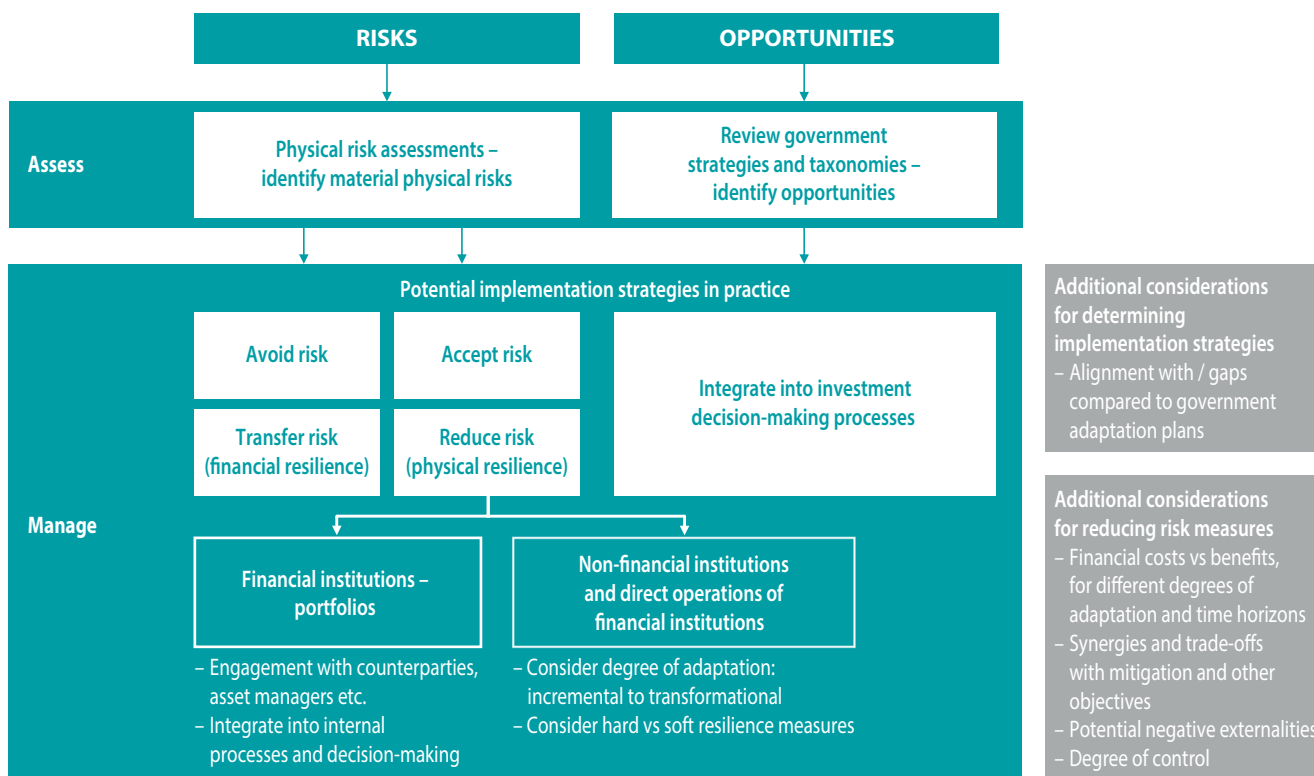 RISKS
OPPORTUNITIES
Assess
Physical risk assessments –
identify material physical risks
Review government
strategies and taxonomies –
identify opportunities
Manage
Potential implementation strategies in practice
Avoid risk
Accept risk
Transfer risk
(financial resilience)
Reduce risk
(physical resilience)
Integrate into investment
decision-making processes
Financial institutions –
portfolios
– Engagement with counterparties,
asset managers etc.
– Integrate into internal
processes and decision-making
Non-financial institutions
and direct operations of
financial institutions
– Consider degree of adaptation:
incremental to transformational
– Consider hard vs soft resilience measures
Additional considerations
for determining
implementation strategies
– Alignment with / gaps
compared to government
adaptation plans
Additional considerations
for reducing risk measures
– Financial costs vs benefits,
for different degrees of
adaptation and time horizons
– Synergies and trade-offs
with mitigation and other
objectives
– Potential negative externalities
– Degree of control